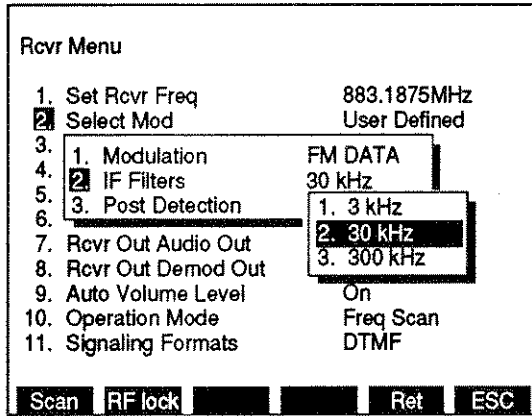 Rcvr Menu
1. Set Rcvr Freq 883.1875MHz
2. Select Mod User Defined
3.
1. Modulation FM DATA
4.
2. IF Filters 30 kHz
5.
3. Post Detection
1. 3 kHz
6.
2. 30 kHz
7. Rcvr Out Audio Out
3. 300 kHz
8. Rcvr Out Demod Out
9. Auto Volume Level On
10. Operation Mode Freq Scan
11. Signaling Formats DTMF
Scan RF lock Ret ESC